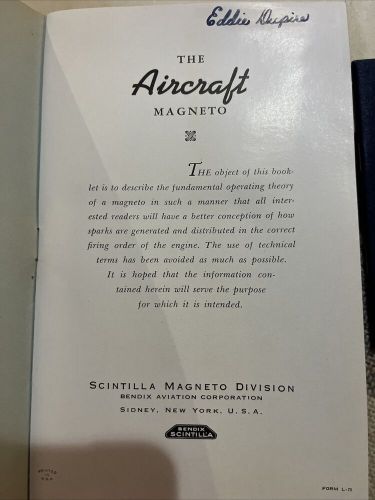 Eddie Dupire
THE
Aircraft
MAGNETO
THE object of this book-
let is to describe the fundamental operating theory
of a magneto in such a manner that all inter-
ested readers will have a better conception of how
sparks are generated and distributed in the correct
firing order of the engine. The use of technical
terms has been avoided as much as possible.
It is hoped that the information con-
tained herein will serve the purpose
for which it is intended.
SCINTILLA MAGNETO DIVISION
BENDIX AVIATION CORPORATION
SIDNEY, NEW YORK, U. S. A.
BENDIX
SCINTILLA
PRINTED
IN
U.S.A.
FORM L-75